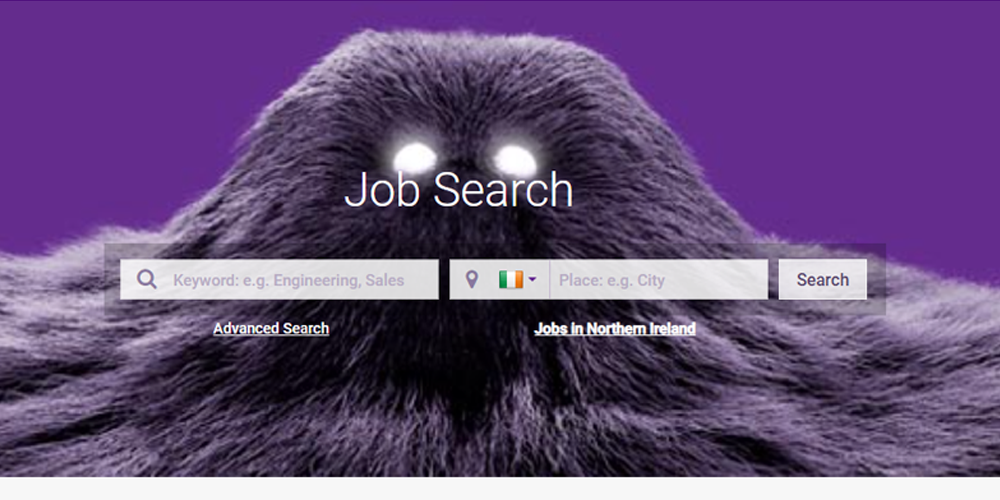 Job Search
Keyword: e.g. Engineering, Sales
Place: e.g. City
Search
Advanced Search
Jobs in Northern Ireland